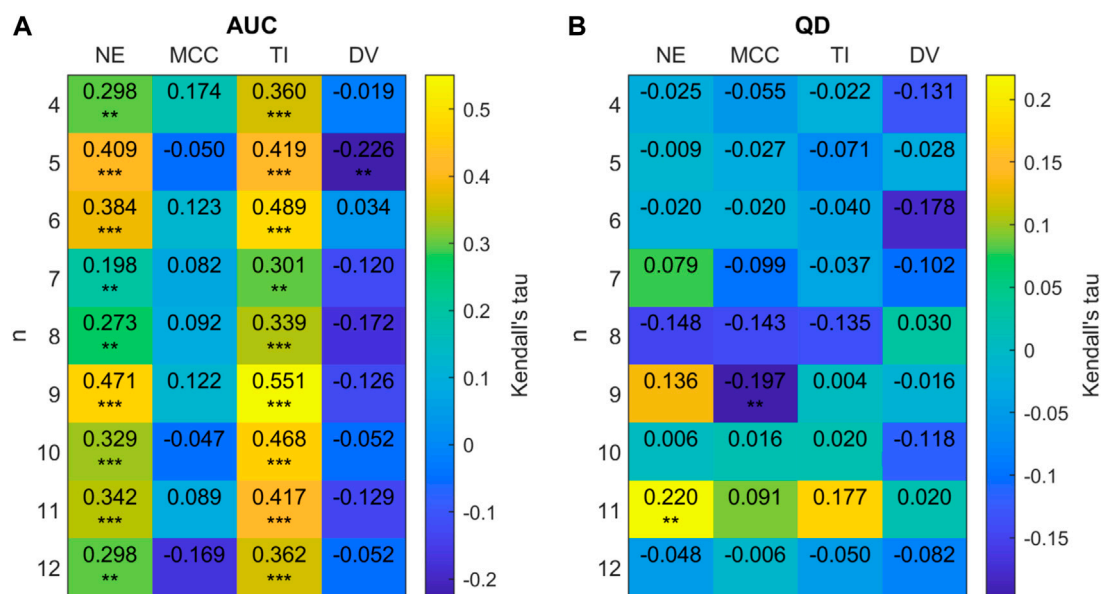 A
AUC
NE MCC TI DV
4 0.298 0.174 0.360 -0.019
** ***
5 0.409 -0.050 0.419 -0.226
*** *** **
6 0.384 0.123 0.489 0.034
*** ***
7 0.198 0.082 0.301 -0.120
** **
8 0.273 0.092 0.339 -0.172
** ***
9 0.471 0.122 0.551 -0.126
*** ***
10 0.329 -0.047 0.468 -0.052
*** ***
11 0.342 0.089 0.417 -0.129
*** ***
12 0.298 -0.169 0.362 -0.052
** ***
n
0.5
0.4
0.3
0.2
0.1
0
-0.1
-0.2
Kendall's tau
B
QD
NE MCC TI DV
4 -0.025 -0.055 -0.022 -0.131
5 -0.009 -0.027 -0.071 -0.028
6 -0.020 -0.020 -0.040 -0.178
7 0.079 -0.099 -0.037 -0.102
8 -0.148 -0.143 -0.135 0.030
9 0.136 -0.197 0.004 -0.016
**
10 0.006 0.016 0.020 -0.118
11 0.220 0.091 0.177 0.020
**
12 -0.048 -0.006 -0.050 -0.082
n
0.2
0.15
0.1
0.05
0
-0.05
-0.1
-0.15
Kendall's tau